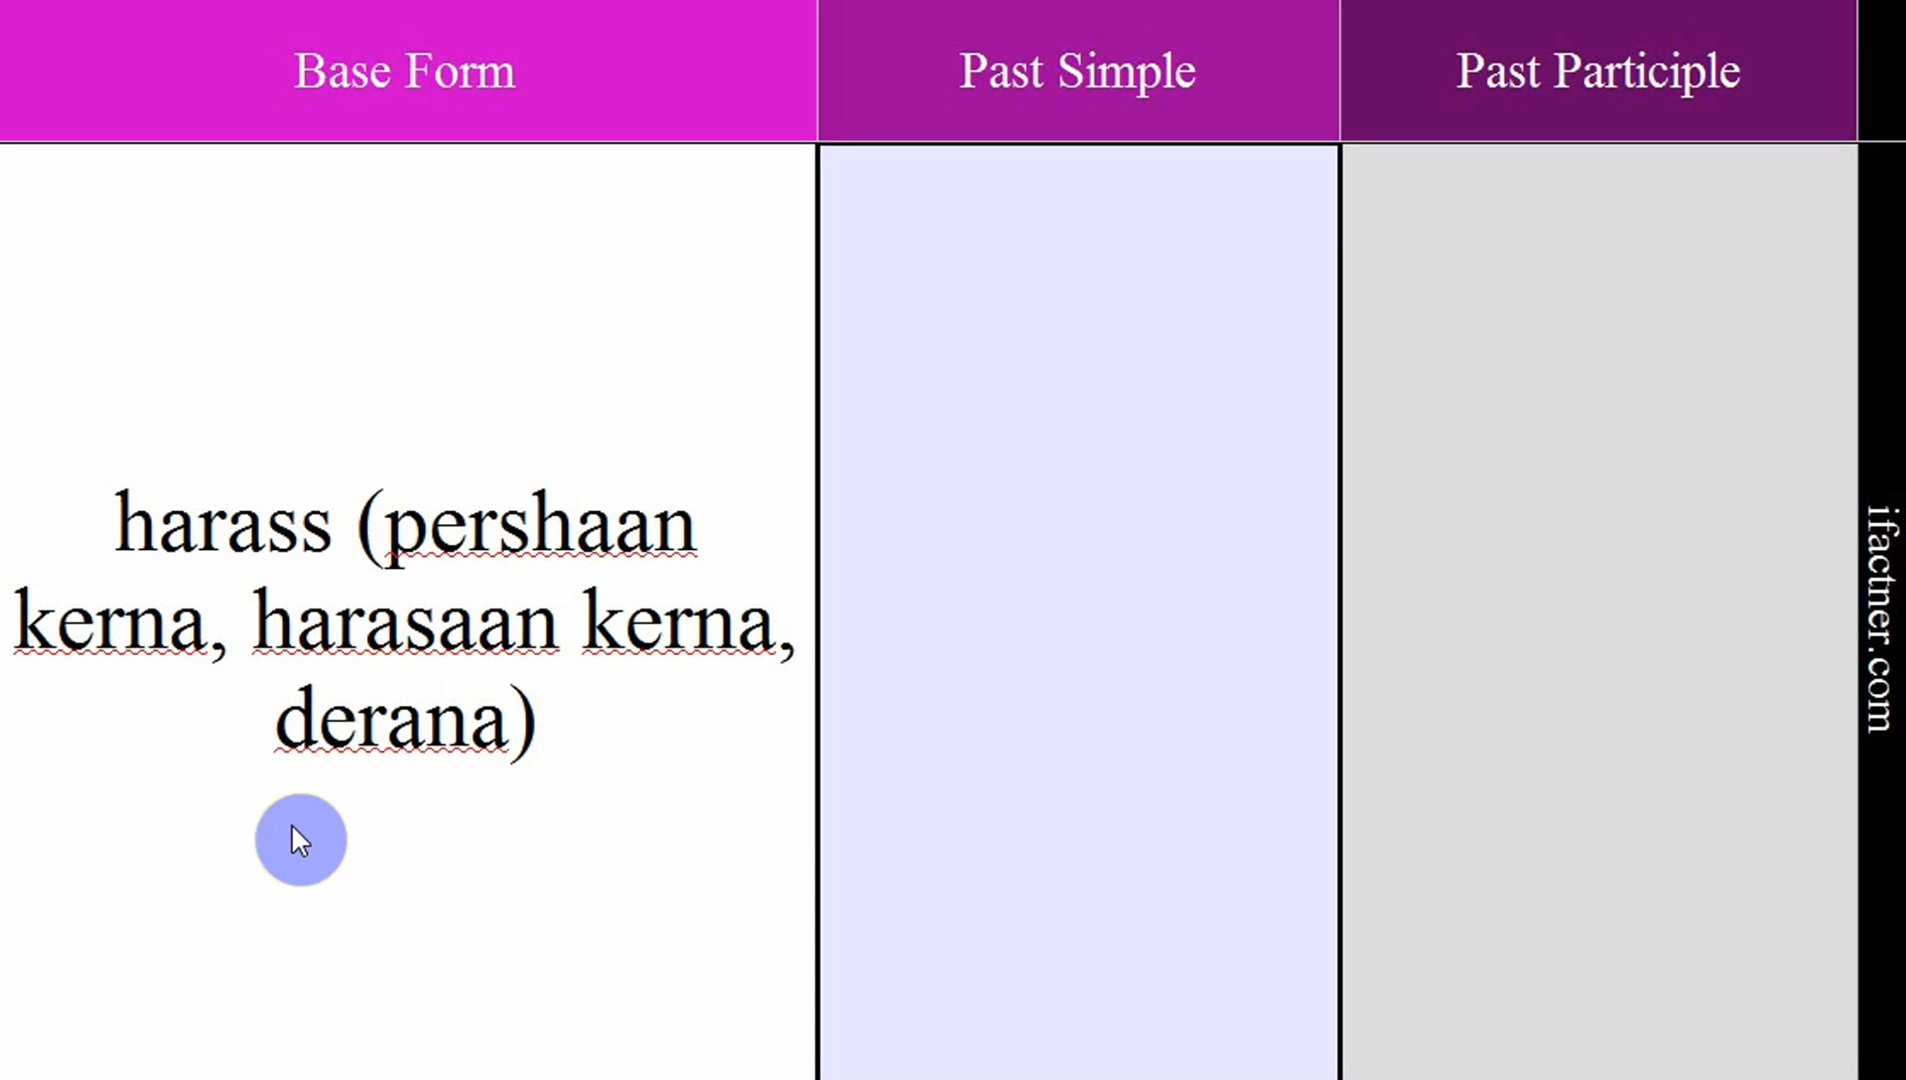 Base Form
Past Simple
Past Participle
harass (pershaan
kerna, harasaan kerna,
derana)
ifactner.com